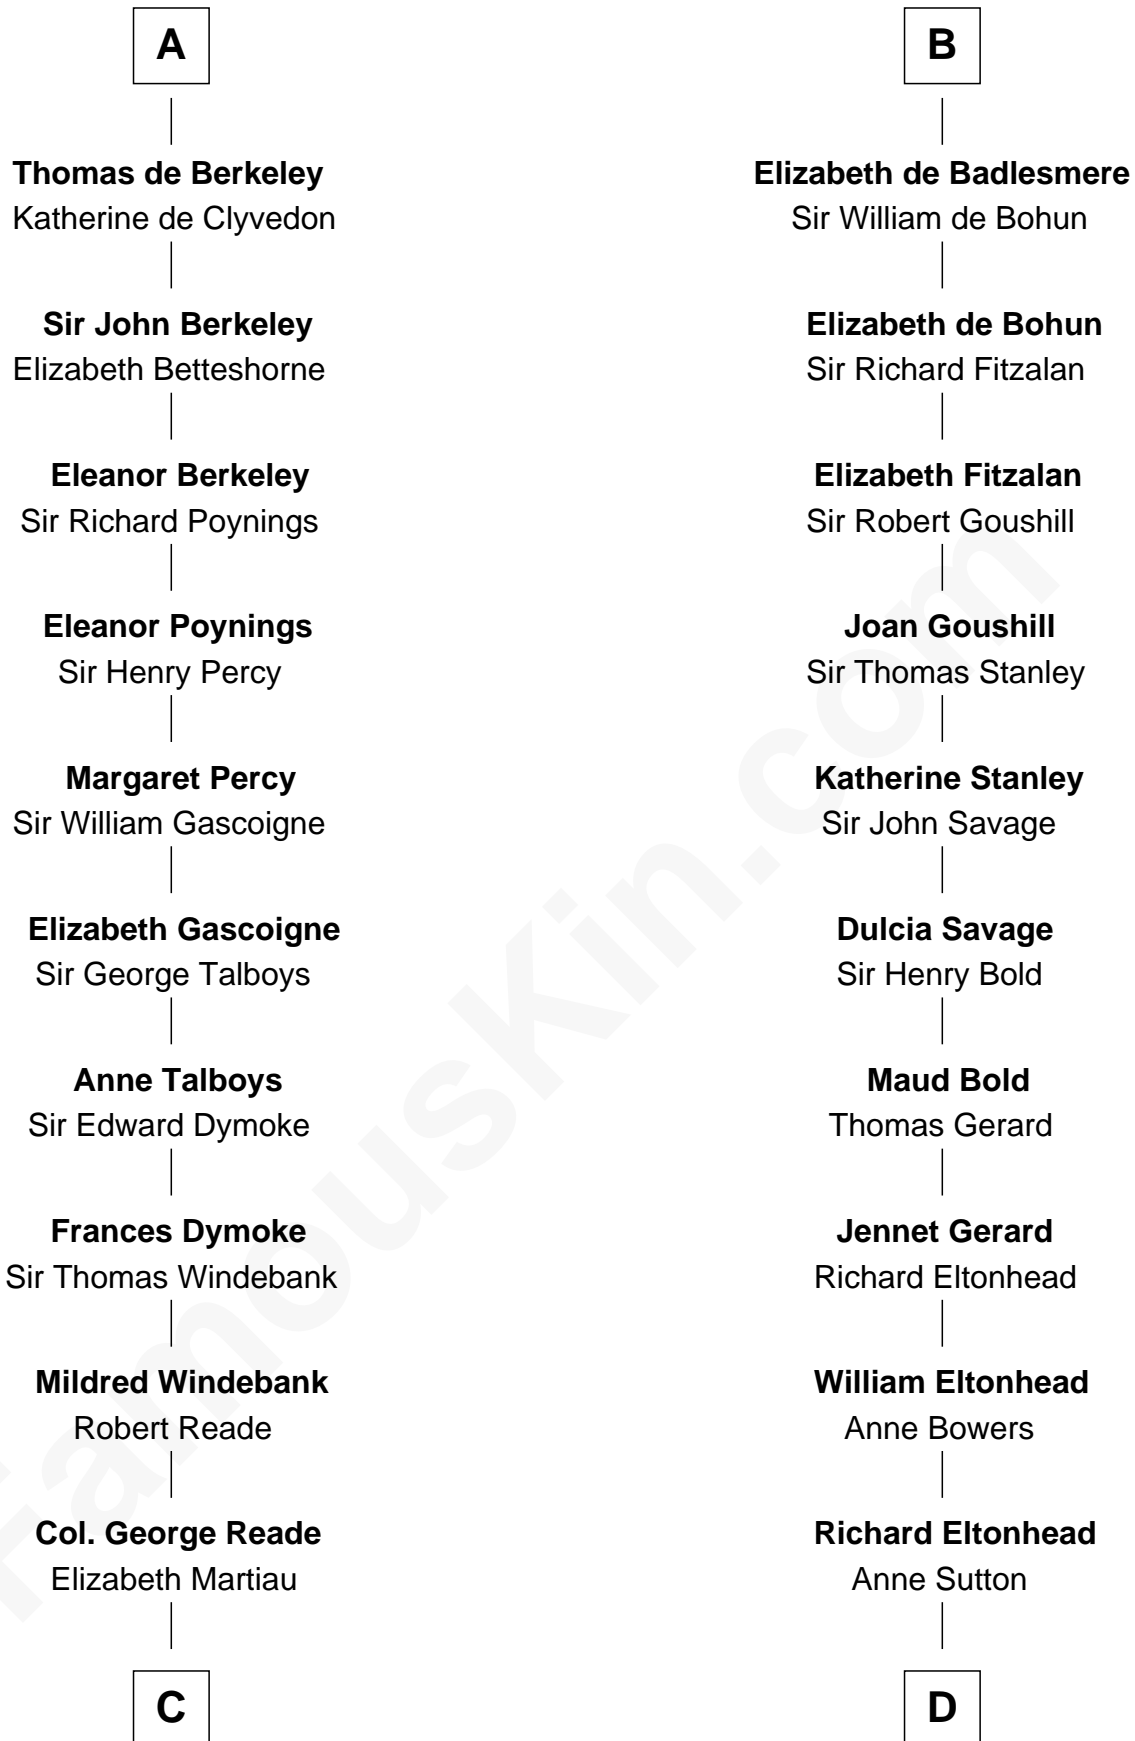 A
Thomas de Berkeley
Katherine de Clyvedon
Sir John Berkeley
Elizabeth Betteshorne
Eleanor Berkeley
Sir Richard Poynings
Eleanor Poynings
Sir Henry Percy
Margaret Percy
Sir William Gascoigne
Elizabeth Gascoigne
Sir George Talboys
Anne Talboys
Sir Edward Dymoke
Frances Dymoke
Sir Thomas Windebank
Mildred Windebank
Robert Reade
Col. George Reade
Elizabeth Martiau
C
B
Elizabeth de Badlesmere
Sir William de Bohun
Elizabeth de Bohun
Sir Richard Fitzalan
Elizabeth Fitzalan
Sir Robert Goushill
Joan Goushill
Sir Thomas Stanley
Katherine Stanley
Sir John Savage
Dulcia Savage
Sir Henry Bold
Maud Bold
Thomas Gerard
Jennet Gerard
Richard Eltonhead
William Eltonhead
Anne Bowers
Richard Eltonhead
Anne Sutton
D
FamousKin.com